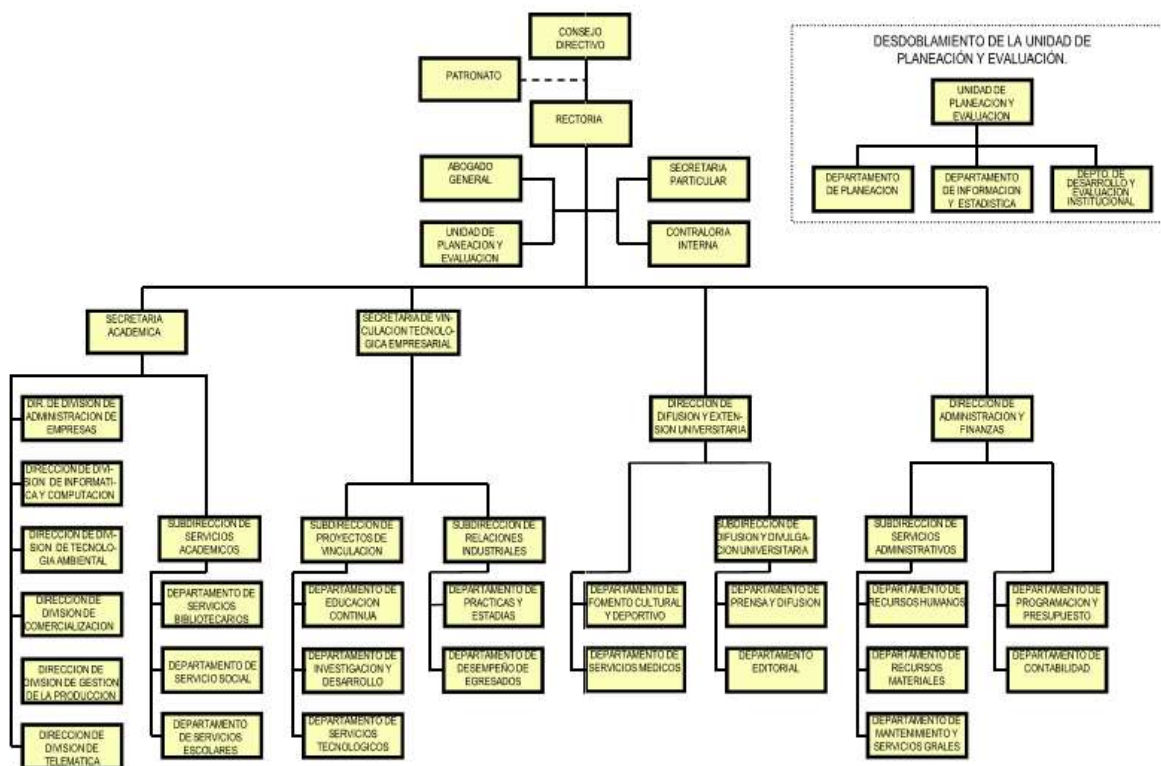 CONSEJO
DIRECTIVO
PATRONATO
RECTORIA
ABOGADO
GENERAL
SECRETARIA
PARTICULAR
UNIDAD DE
PLANEACION Y
EVALUACION
CONTRALORIA
INTERNA
DESDOBLAMIENTO DE LA UNIDAD DE
PLANEACIÓN Y EVALUACIÓN.
UNIDAD DE
PLANEACION Y
EVALUACION
DEPARTAMENTO
DE PLANEACION
DEPARTAMENTO
DE INFORMACION
Y ESTADISTICA
DEPTO. DE
DESARROLLO Y
EVALUACION
INSTITUCIONAL
SECRETARIA
ACADEMICA
DIR. DE DIVISION DE
ADMINISTRACION DE
EMPRESAS
DIRECCION DE DIVI-
SION DE INFORMATI-
CA Y COMPUTACION
DIRECCION DE DIVI-
SION DE TECNOLO-
GIA AMBIENTAL
DIRECCION DE
DIVISION DE
COMERCIALIZACION
DIRECCION DE
DIVISION DE GESTION
DE LA PRODUCCION
DIRECCION DE
DIVISION DE
TELEMATICA
SUBDIRECCION DE
SERVICIOS
ACADEMICOS
DEPARTAMENTO DE
SERVICIOS
BIBLIOTECARIOS
DEPARTAMENTO DE
SERVICIO SOCIAL
DEPARTAMENTO
DE SERVICIOS
ESCOLARES
SECRETARIA DE VIN-
CULACION TECNOLO-
GICA EMPRESARIAL
SUBDIRECCION DE
PROYECTOS DE
VINCULACION
DEPARTAMENTO DE
EDUCACION
CONTINUA
DEPARTAMENTO DE
INVESTIGACION Y
DESARROLLO
DEPARTAMENTO DE
SERVICIOS
TECNOLOGICOS
SUBDIRECCION DE
RELACIONES
INDUSTRIALES
DEPARTAMENTO DE
PRACTICAS Y
ESTADIAS
DEPARTAMENTO DE
DESEMPEÑO DE
EGRESADOS
DIRECCION DE
DIFUSION Y EXTEN-
SION UNIVERSITARIA
DEPARTAMENTO DE
FOMENTO CULTURAL
Y DEPORTIVO
DEPARTAMENTO DE
SERVICIOS MEDICOS
SUBDIRECCION DE
DIFUSION Y DIVULGA-
CION UNIVERSITARIA
DEPARTAMENTO DE
PRENSA Y DIFUSION
DEPARTAMENTO
EDITORIAL
DIRECCION DE
ADMINISTRACION Y
FINANZAS
SUBDIRECCION DE
SERVICIOS
ADMINISTRATIVOS
DEPARTAMENTO DE
RECURSOS HUMANOS
DEPARTAMENTO DE
RECURSOS
MATERIALES
DEPARTAMENTO DE
MANTENIMIENTO Y
SERVICIOS GRALES
DEPARTAMENTO DE
PROGRAMACION Y
PRESUPUESTO
DEPARTAMENTO DE
CONTABILIDAD